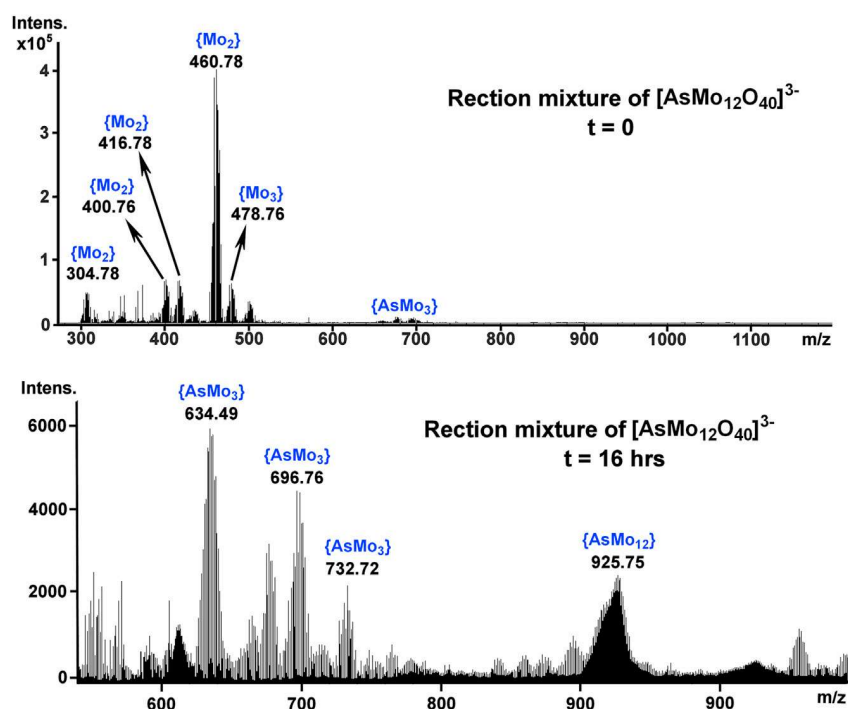 Intens.
x10⁵
{Mo₂}
460.78
4
{Mo₂}
416.78
Rection mixture of [AsMo₁₂O₄₀]³⁻
t = 0
3
{Mo₂}
400.76
{Mo₃}
478.76
2
{Mo₂}
304.78
1
{AsMo₃}
0
300 400 500 600 700 800 900 1000 1100 m/z
Intens.
{AsMo₃}
634.49
6000
Rection mixture of [AsMo₁₂O₄₀]³⁻
t = 16 hrs
{AsMo₃}
696.76
4000
{AsMo₃}
732.72
{AsMo₁₂}
925.75
2000
0
600 700 800 900 900 m/z